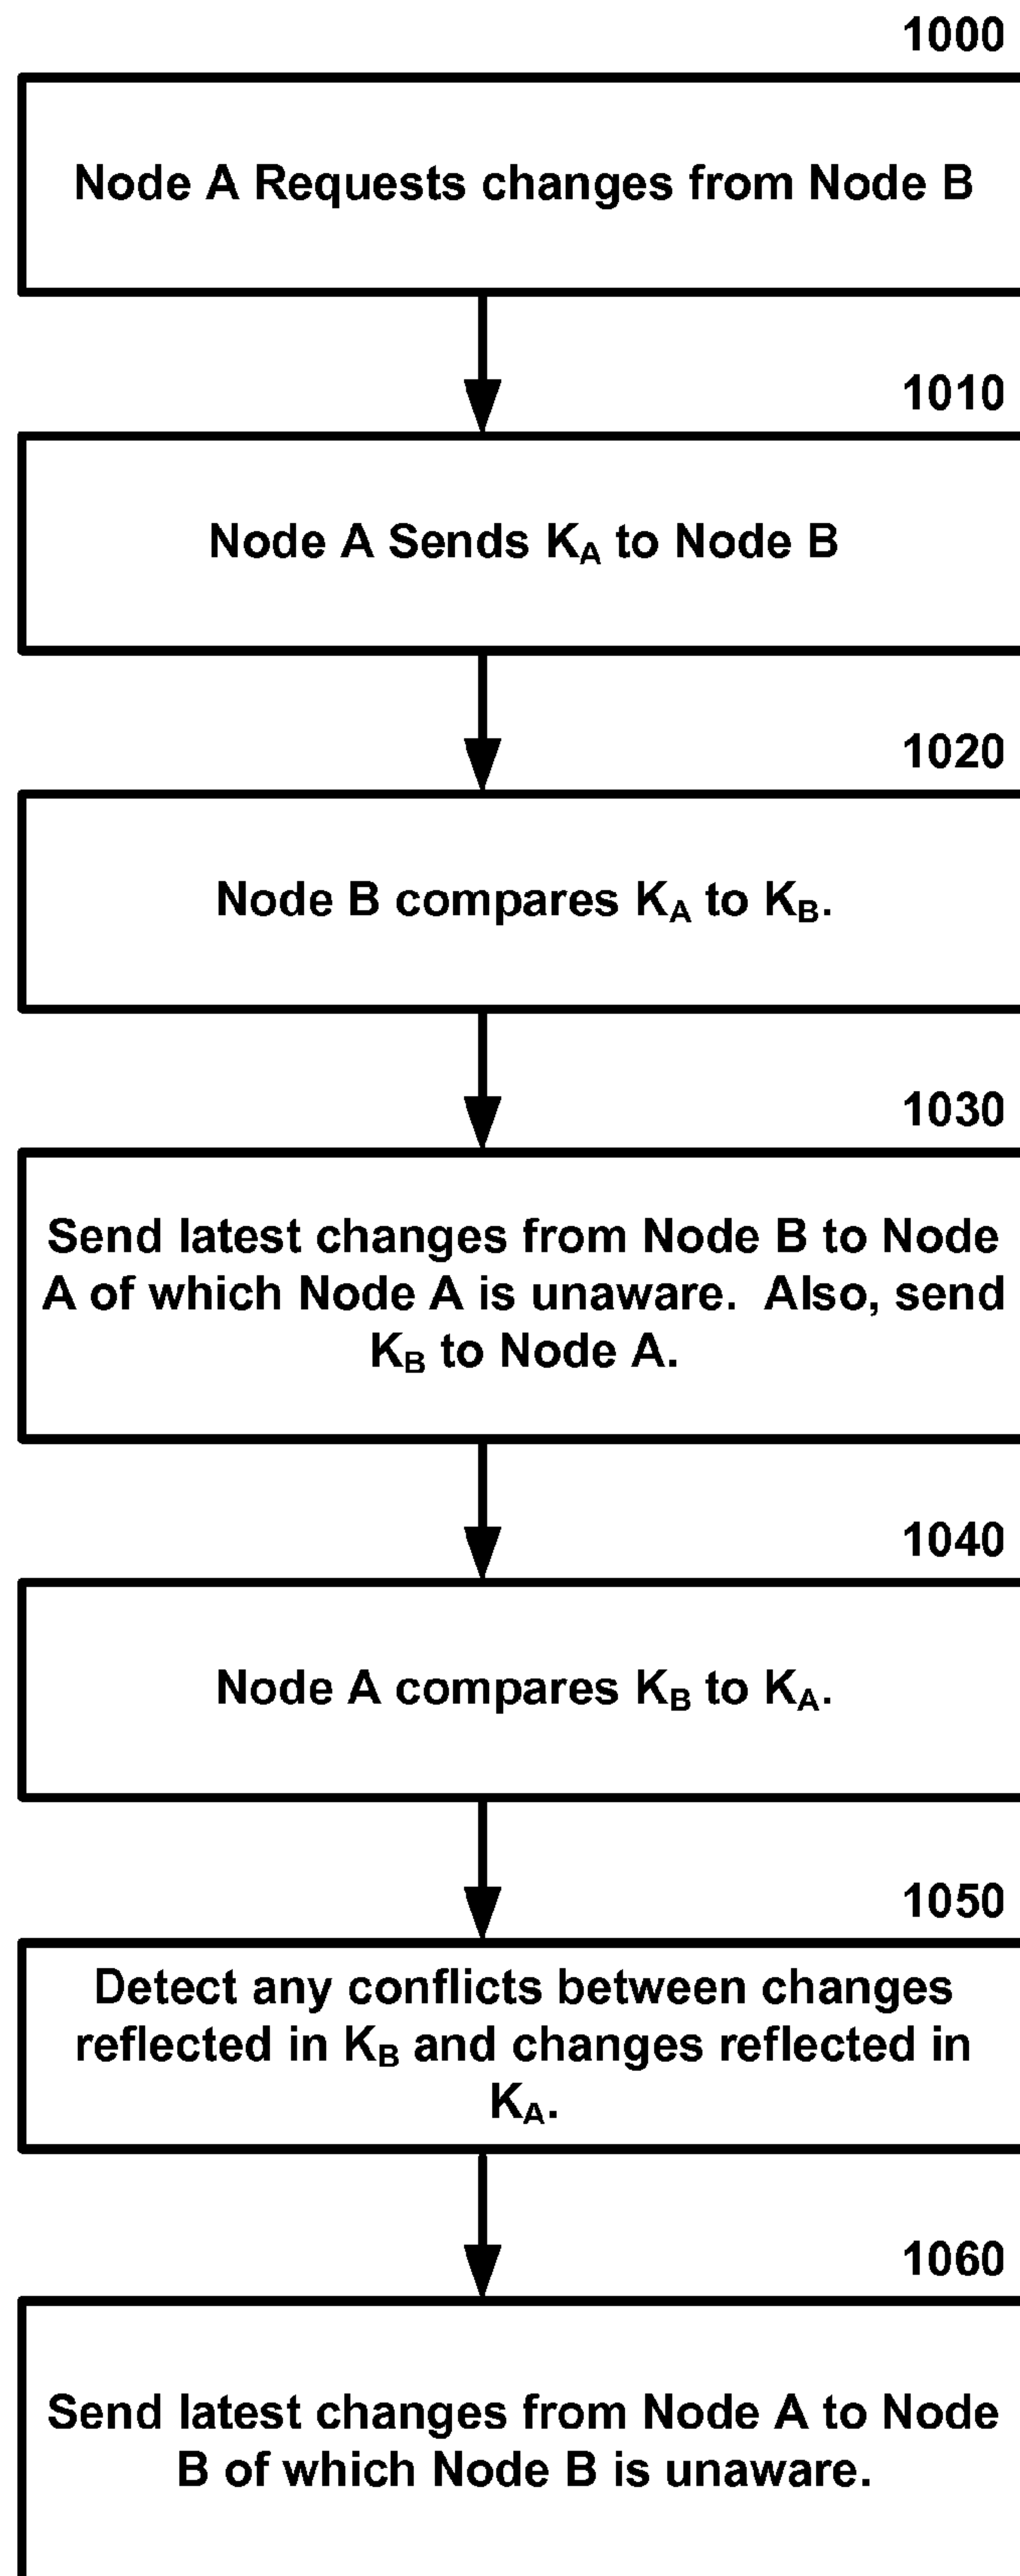 1000
Node A Requests changes from Node B
1010
Node A Sends KA to Node B
1020
Node B compares KA to KB.
1030
Send latest changes from Node B to Node
A of which Node A is unaware.  Also, send
KB to Node A.
1040
Node A compares KB to KA.
1050
Detect any conflicts between changes
reflected in KB and changes reflected in
KA.
1060
Send latest changes from Node A to Node
B of which Node B is unaware.